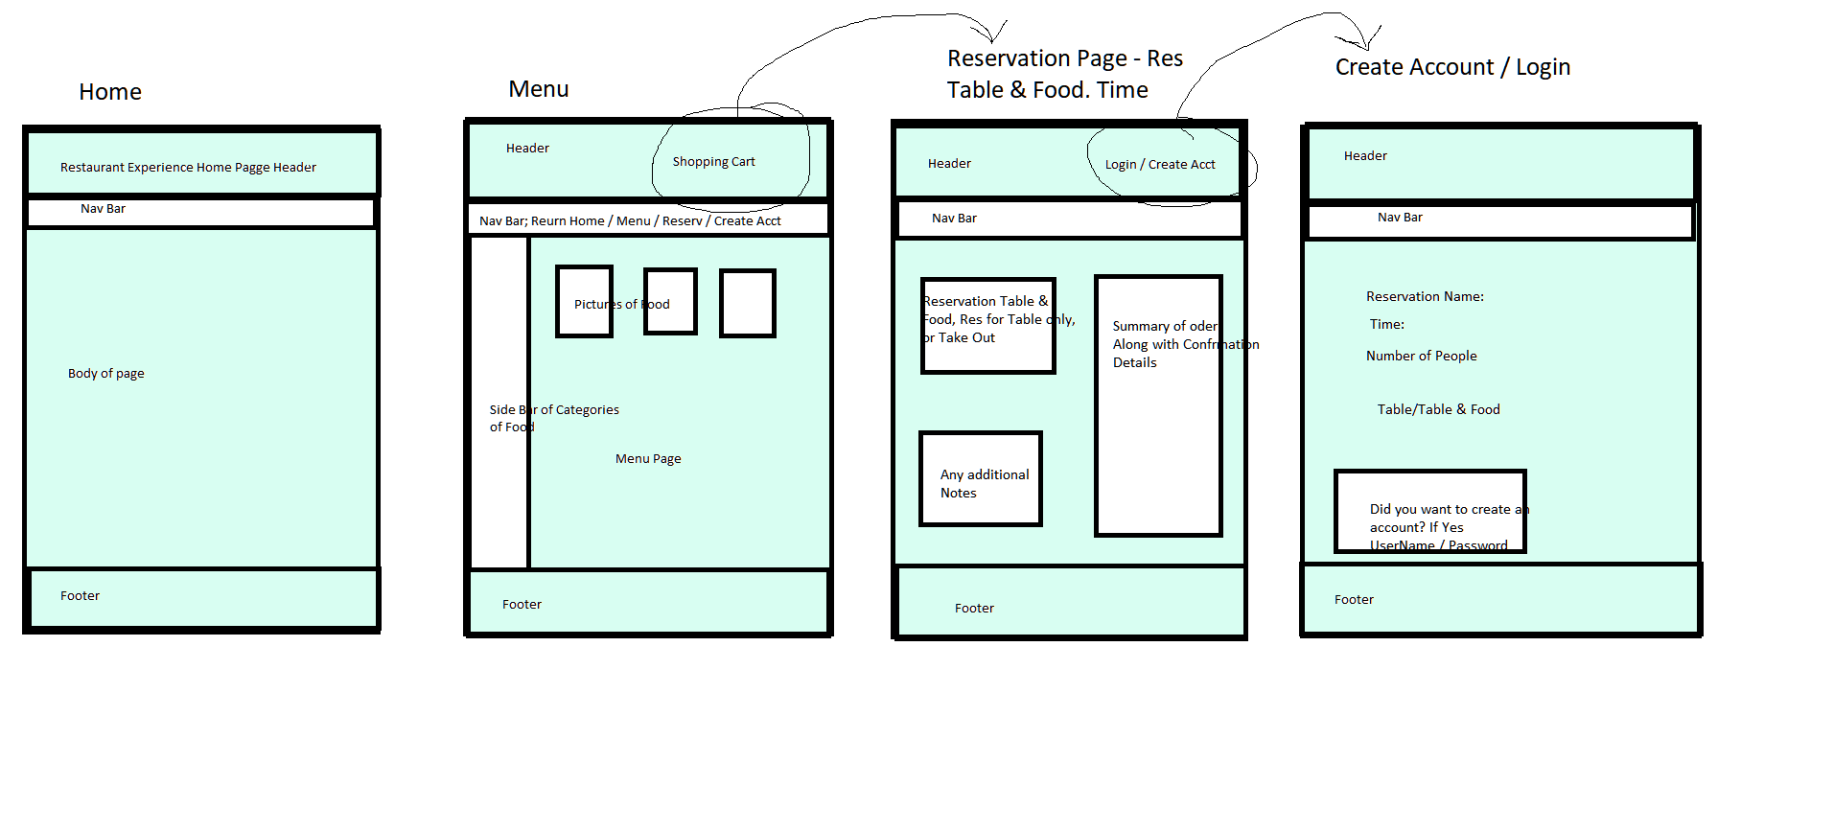 Home
Restaurant Experience Home Pagge Header
Nav Bar
Body of page
Footer
Menu
Header
Shopping Cart
Nav Bar; Reurn Home / Menu / Reserv / Create Acct
Pictures of Food
Side Bar of Categories
of Food
Menu Page
Footer
Reservation Page - Res
Table & Food. Time
Header
Login / Create Acct
Nav Bar
Reservation Table &
Food, Res for Table only,
or Take Out
Summary of oder
Along with Confrmation
Details
Any additional
Notes
Footer
Create Account / Login
Header
Nav Bar
Reservation Name:
Time:
Number of People
Table/Table & Food
Did you want to create an
account? If Yes
UserName / Password
Footer